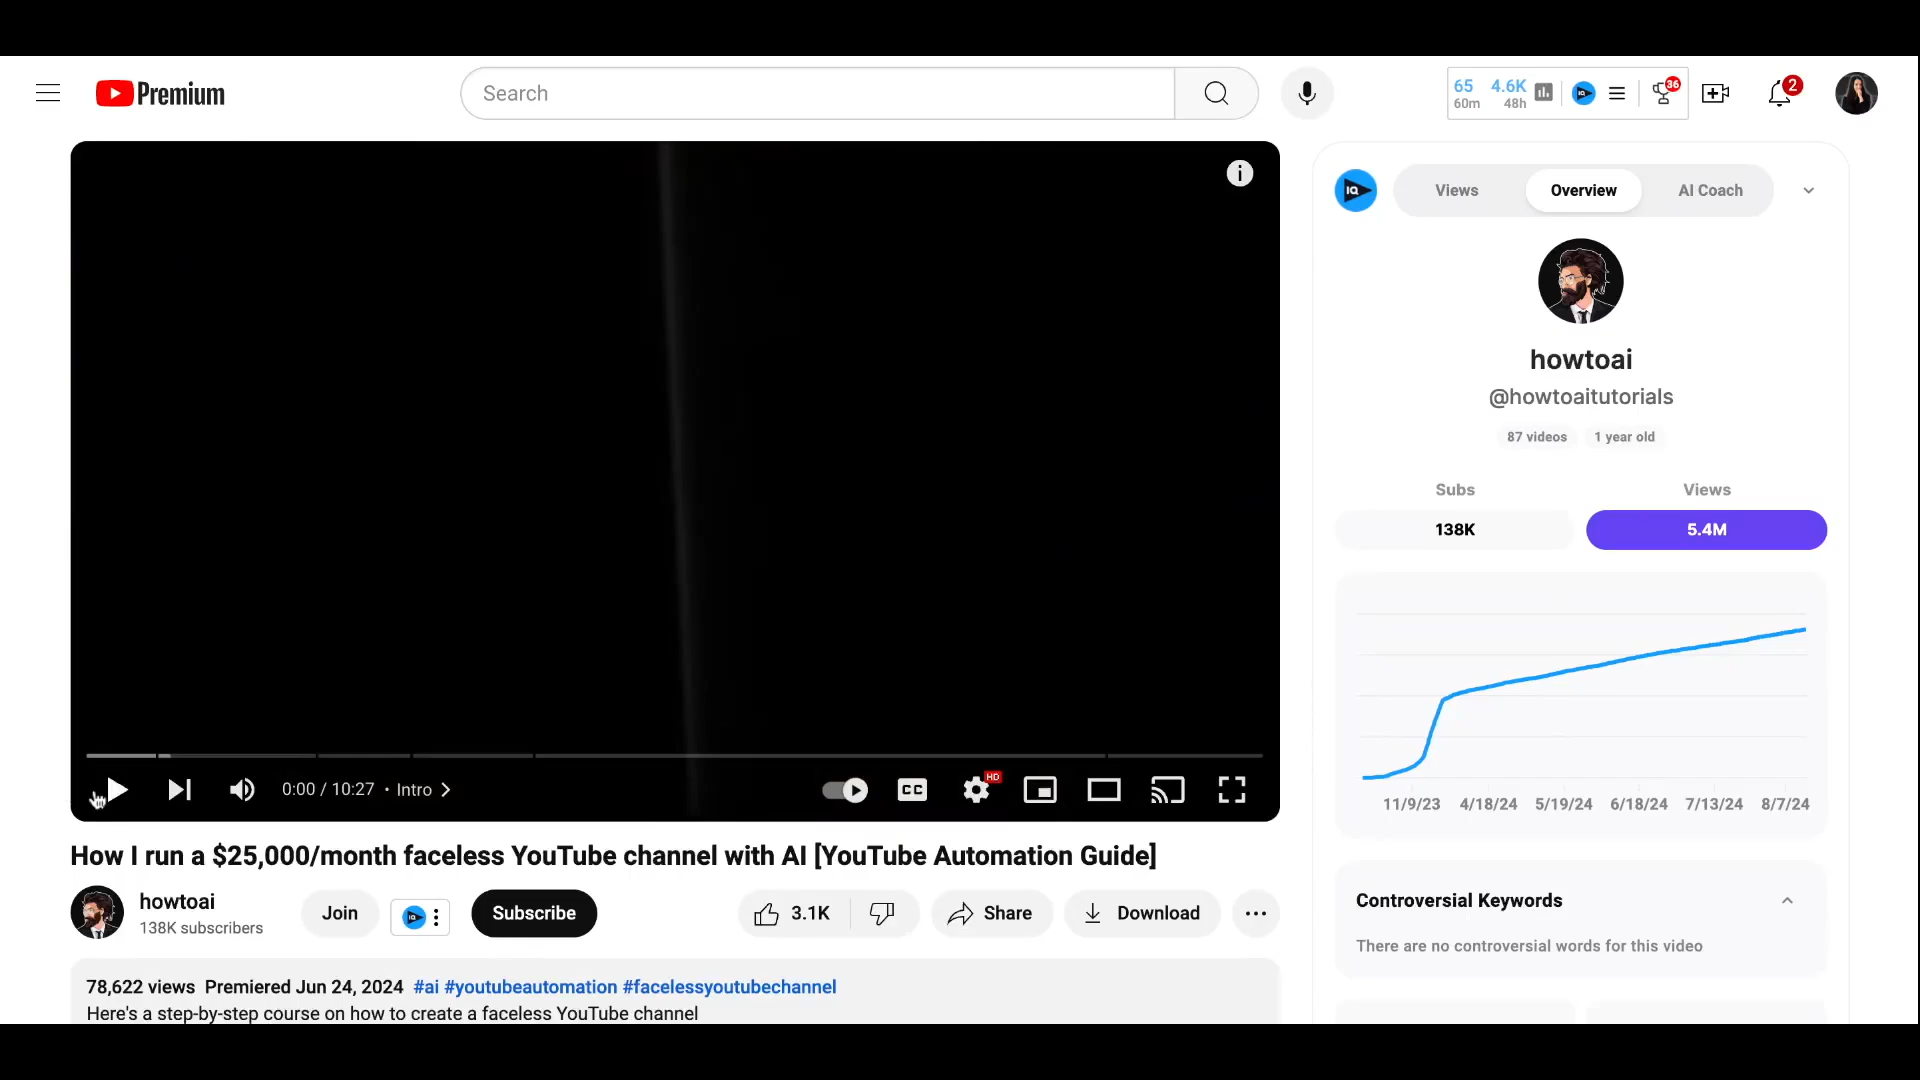 Premium
Search
65 4.6K
60m 48h
IQ
36
2
i
IQ
Views Overview AI Coach
howtoai
@howtoaitutorials
87 videos 1 year old
Subs Views
138K 5.4M
11/9/23 4/18/24 5/19/24 6/18/24 7/13/24 8/7/24
0:00 / 10:27 • Intro
CC
HD
How I run a $25,000/month faceless YouTube channel with AI [YouTube Automation Guide]
howtoai
138K subscribers
Join
IQ
Subscribe
3.1K
Share
Download
78,622 views Premiered Jun 24, 2024 #ai #youtubeautomation #facelessyoutubechannel
Here's a step-by-step course on how to create a faceless YouTube channel
Controversial Keywords
There are no controversial words for this video